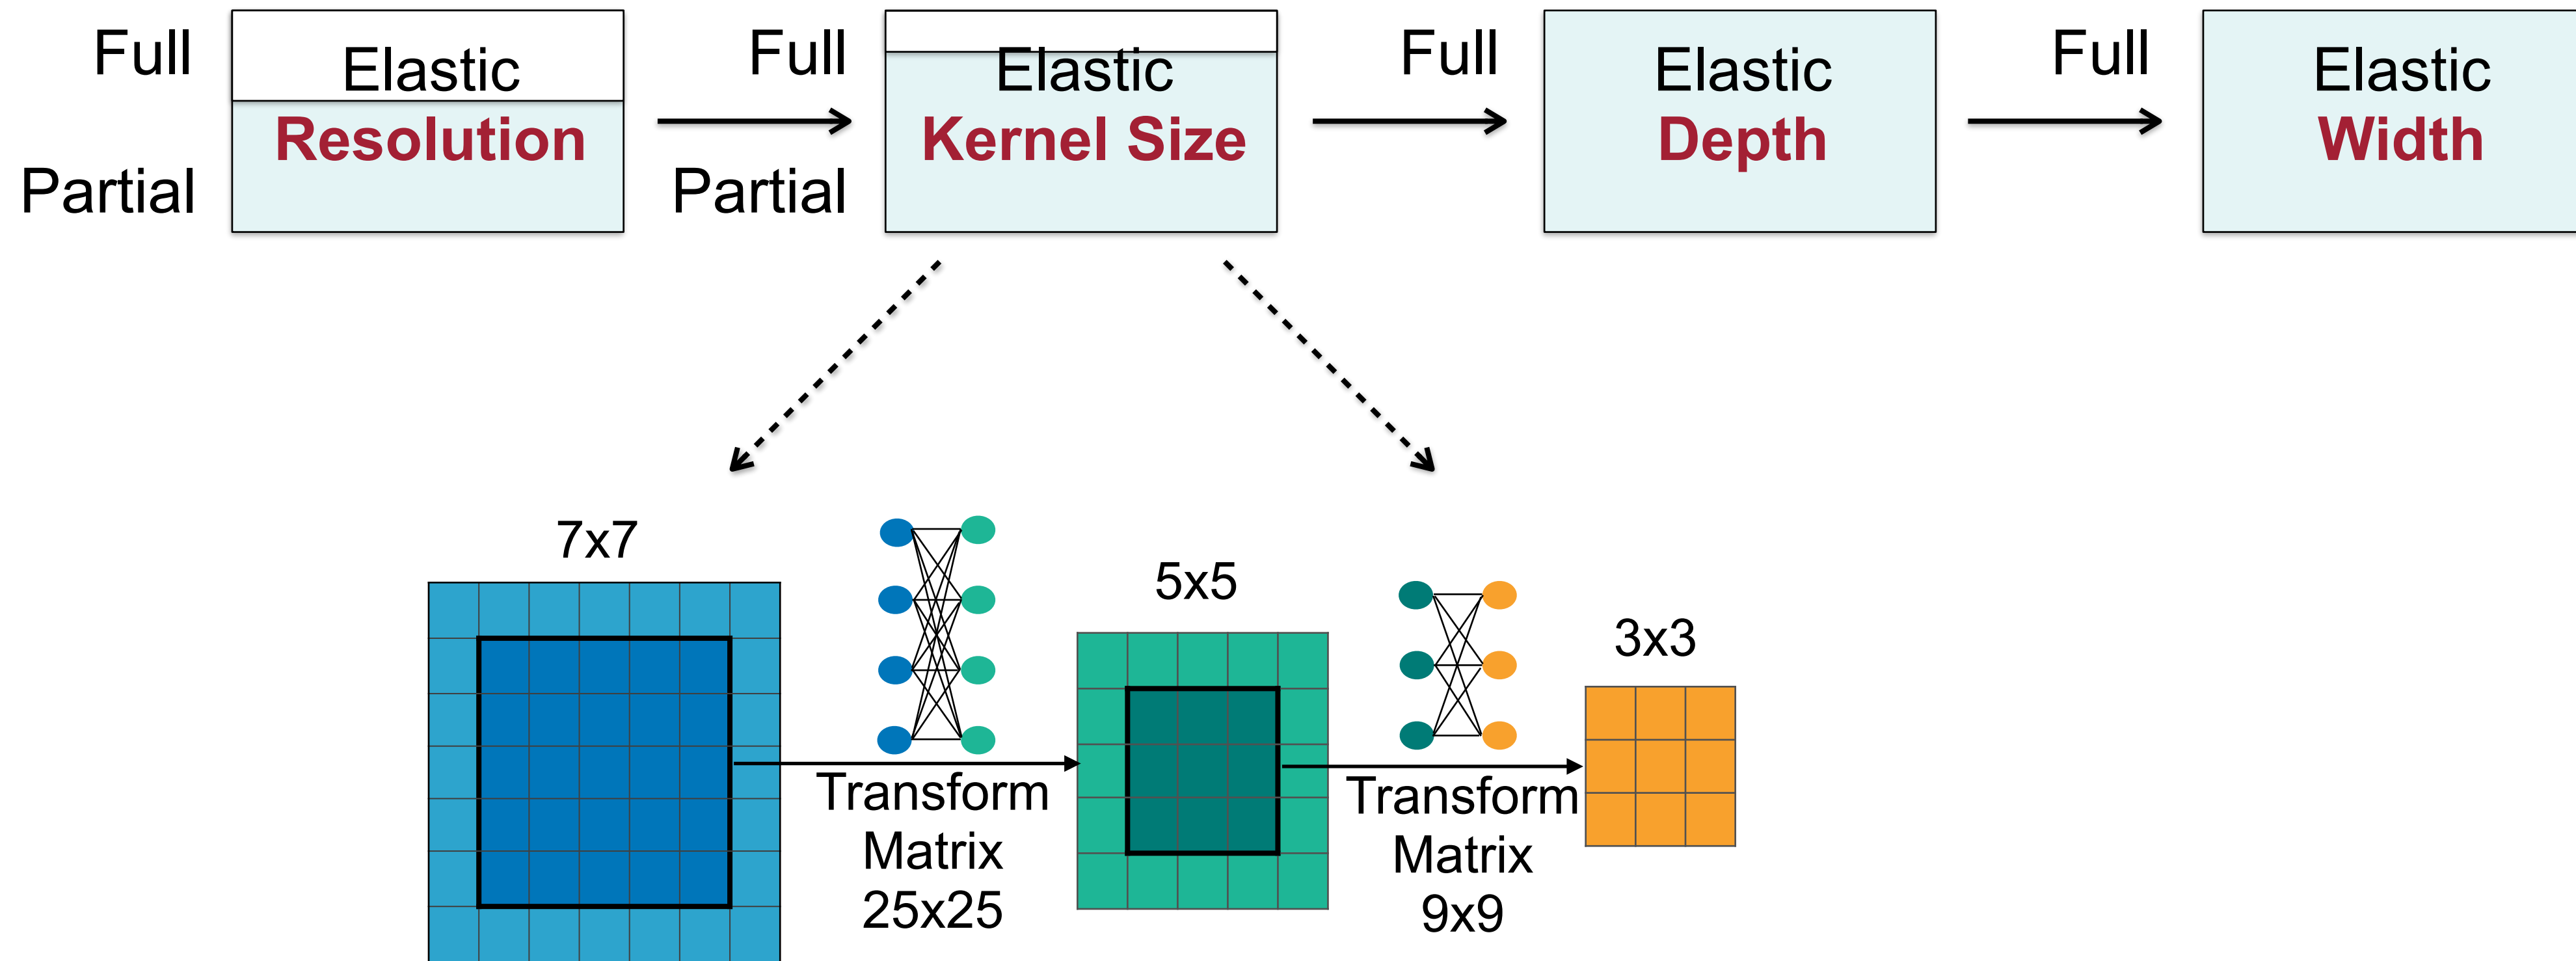 Full
Partial
Elastic
Resolution
Full
Partial
Elastic
Kernel Size
Full
Elastic
Depth
Full
Elastic
Width
7x7
Transform
Matrix
25x25
5x5
Transform
Matrix
9x9
3x3